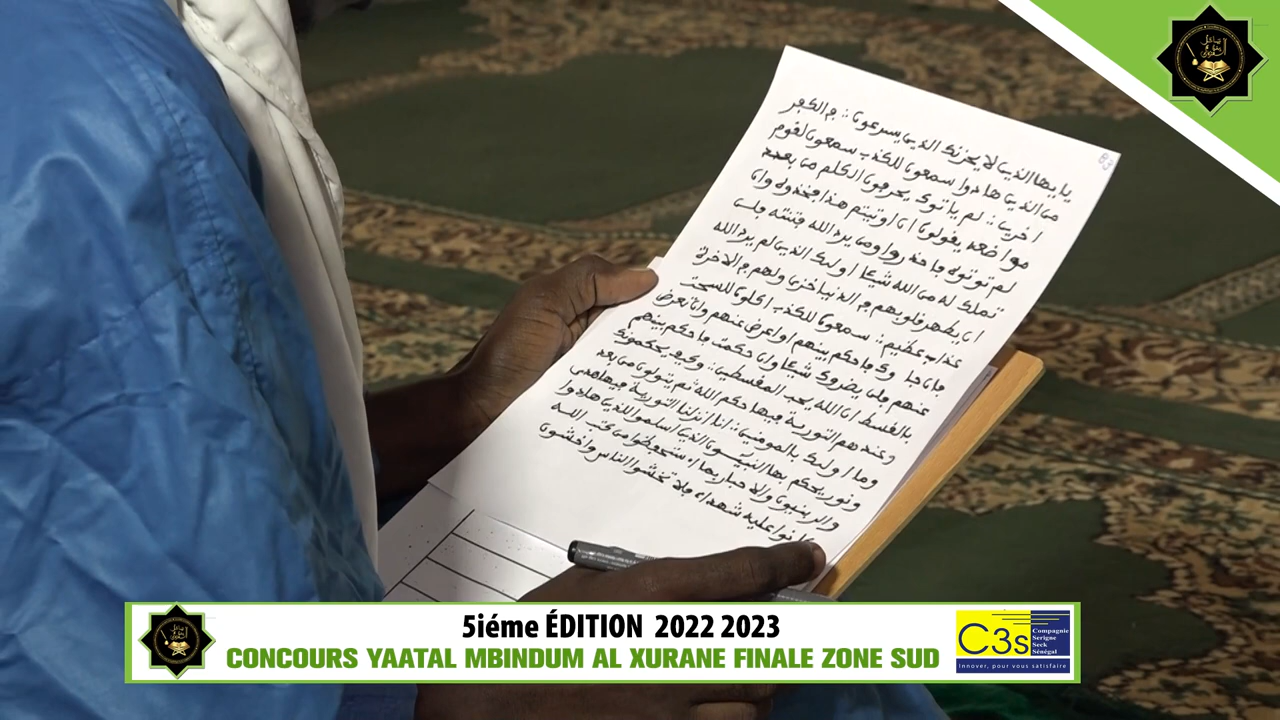 يا يها الذين لا يحزنك الذين يسرعون :: في الكفر
من الذين هادوا سمعون للكذب سمعون لقوم
اخرين :: لم ياتوك يحرفون الكلم من بعد
مواضعه يقولون ان اوتيتم هذا فخذوه وان
لم توتوه فاحذروا ومن يرد الله فتنته فلن
تملك له من الله شيئا اولئك الذين لم يرد الله
ان يطهر قلوبهم في الدنيا خزي ولهم في الاخرة
عذاب عظيم :: سمعون للكذب اكلون للسحت
فان جاءوك فاحكم بينهم او اعرض عنهم وان تعرض
عنهم فلن يضروك شيئا وان حكمت فاحكم بينهم
بالقسط ان الله يحب المقسطين :: وكيف يحكمونك
وعندهم التورية فيها حكم الله ثم يتولون من بعد
وما اولئك بالمومنين :: انا انزلنا التورية فيها هدى
ونور يحكم بها النبيئون الذين اسلموا للذين هادوا
والربنيون والاحبار بما استحفظوا من كتب الله
نوا عليه شهداء فلا تخشوا الناس واخشون
5iéme ÉDITION 2022 2023
CONCOURS YAATAL MBINDUM AL XURANE FINALE ZONE SUD
C3s
Compagnie
Serigne
Seck
Sénégal
Innover, pour vous satisfaire